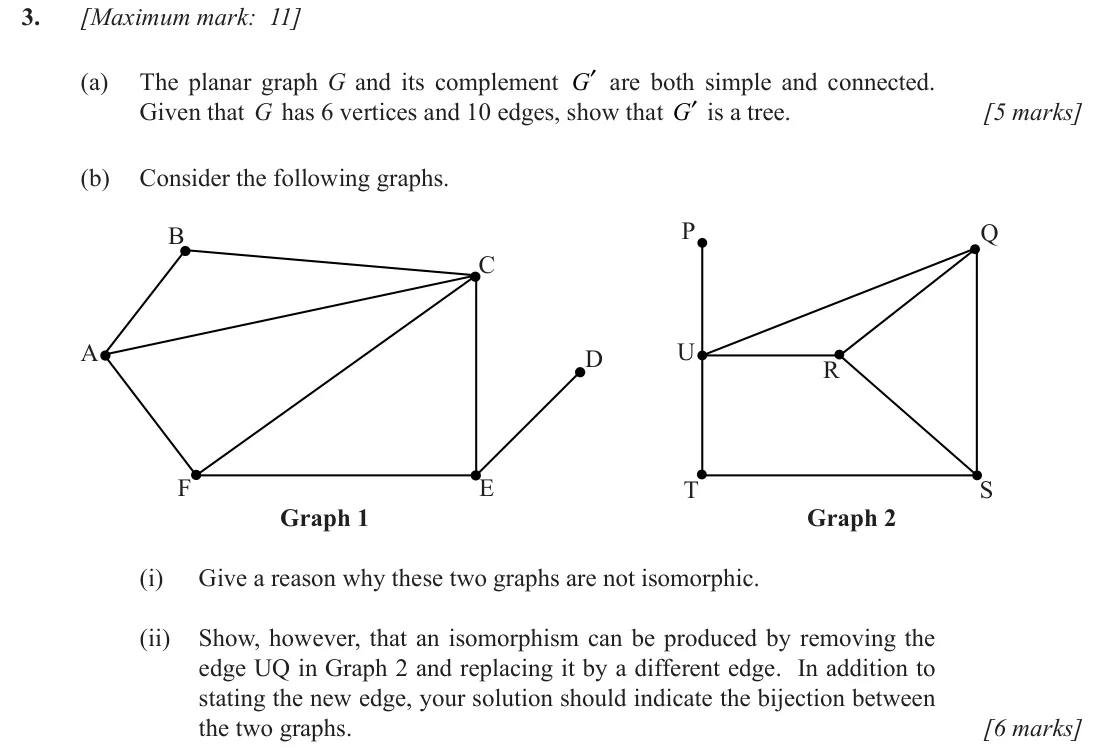 3. [Maximum mark: 11]
(a) The planar graph G and its complement G′ are both simple and connected.
Given that G has 6 vertices and 10 edges, show that G′ is a tree. [5 marks]
(b) Consider the following graphs.
B
C
A
D
F
E
Graph 1
P
Q
U
R
T
S
Graph 2
(i) Give a reason why these two graphs are not isomorphic.
(ii) Show, however, that an isomorphism can be produced by removing the
edge UQ in Graph 2 and replacing it by a different edge. In addition to
stating the new edge, your solution should indicate the bijection between
the two graphs. [6 marks]